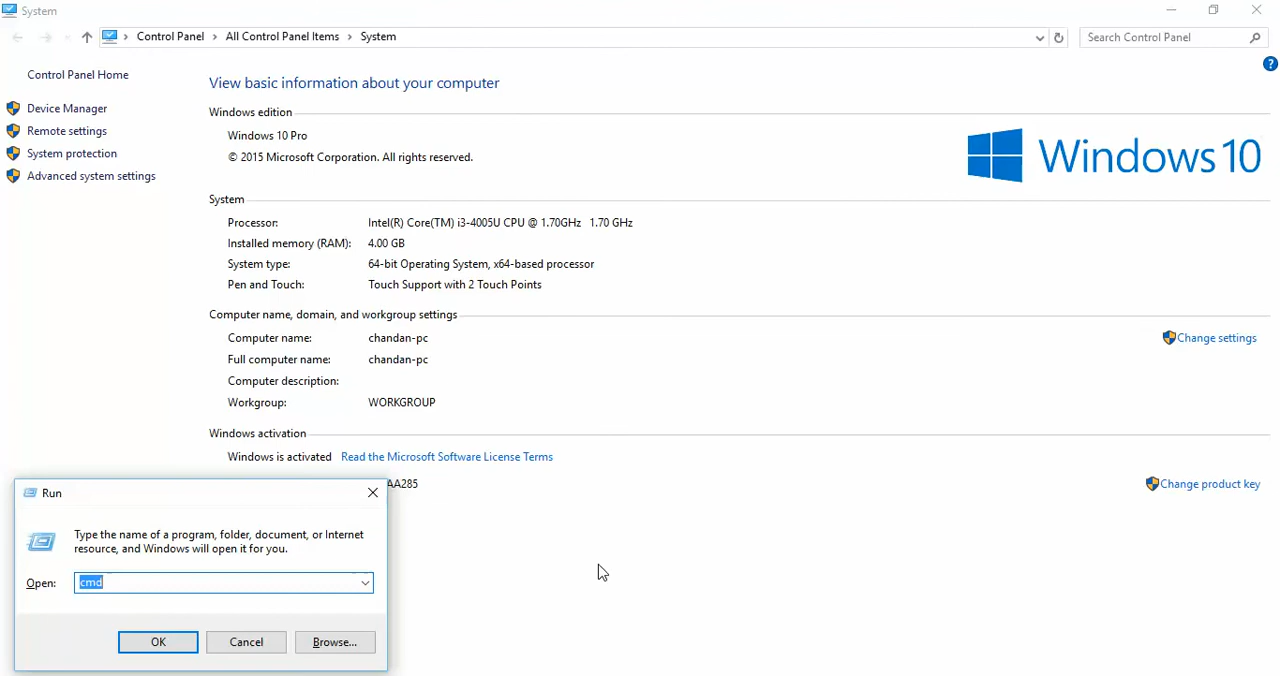 System
Control Panel > All Control Panel Items > System
Search Control Panel
Control Panel Home
Device Manager
Remote settings
System protection
Advanced system settings
View basic information about your computer
Windows edition
Windows 10 Pro
© 2015 Microsoft Corporation. All rights reserved.
Windows 10
System
Processor: Intel(R) Core(TM) i3-4005U CPU @ 1.70GHz 1.70 GHz
Installed memory (RAM): 4.00 GB
System type: 64-bit Operating System, x64-based processor
Pen and Touch: Touch Support with 2 Touch Points
Computer name, domain, and workgroup settings
Computer name: chandan-pc
Change settings
Full computer name: chandan-pc
Computer description:
Workgroup: WORKGROUP
Windows activation
Windows is activated Read the Microsoft Software License Terms
AA285
Change product key
Run
Type the name of a program, folder, document, or Internet
resource, and Windows will open it for you.
Open: cmd
OK Cancel Browse...